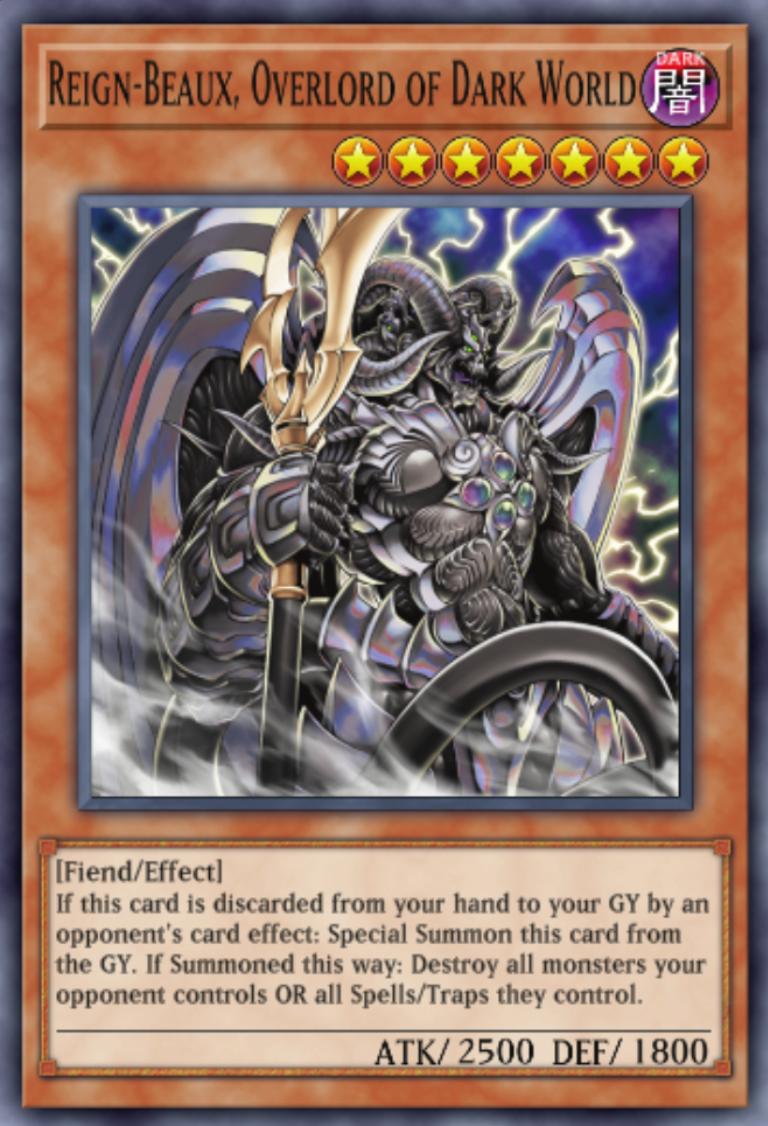 Reign-Beaux, Overlord of Dark World
DARK
闇
[Fiend/Effect]
If this card is discarded from your hand to your GY by an
opponent's card effect: Special Summon this card from
the GY. If Summoned this way: Destroy all monsters your
opponent controls OR all Spells/Traps they control.
ATK/ 2500 DEF/ 1800